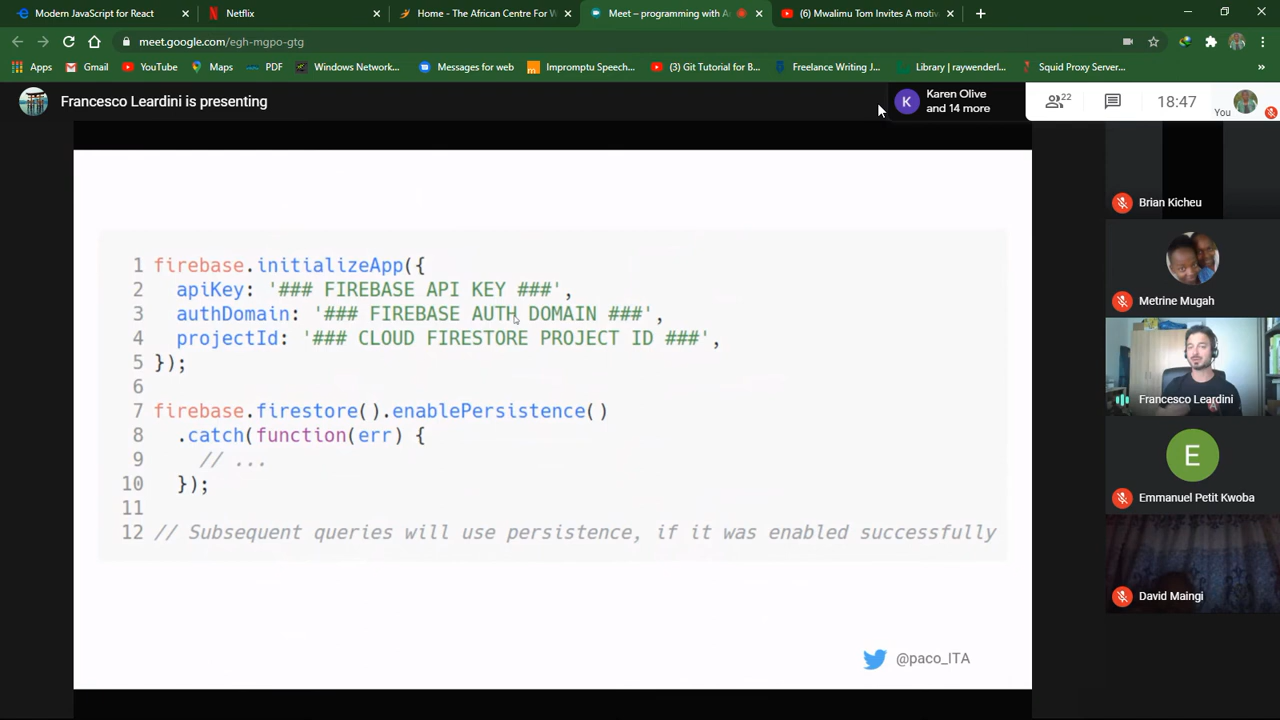 Modern JavaScript for React
Netflix
Home - The African Centre For W
Meet – programming with A
(6) Mwalimu Tom Invites A moti
meet.google.com/egh-mgpo-gtg
Apps
Gmail
YouTube
Maps
PDF
Windows Network...
Messages for web
Impromptu Speech...
(3) Git Tutorial for B...
Freelance Writing J...
Library | raywenderl...
Squid Proxy Server...
»
Francesco Leardini is presenting
K
Karen Olive
and 14 more
22
18:47
You
1 firebase.initializeApp({
2 apiKey: '### FIREBASE API KEY ###',
3 authDomain: '### FIREBASE AUTH DOMAIN ###',
4 projectId: '### CLOUD FIRESTORE PROJECT ID ###',
5 });
6
7 firebase.firestore().enablePersistence()
8 .catch(function(err) {
9 // ...
10 });
11
12 // Subsequent queries will use persistence, if it was enabled successfully
@paco_ITA
Brian Kicheu
Metrine Mugah
Francesco Leardini
E
Emmanuel Petit Kwoba
David Maingi